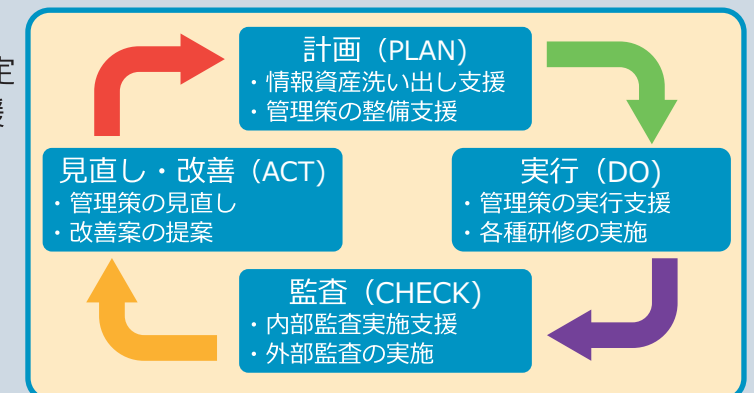 計画（PLAN)
・情報資産洗い出し支援
・管理策の整備支援
実行（DO)
・管理策の実行支援
・各種研修の実施
監査（CHECK)
・内部監査実施支援
・外部監査の実施
見直し・改善（ACT)
・管理策の見直し
・改善案の提案